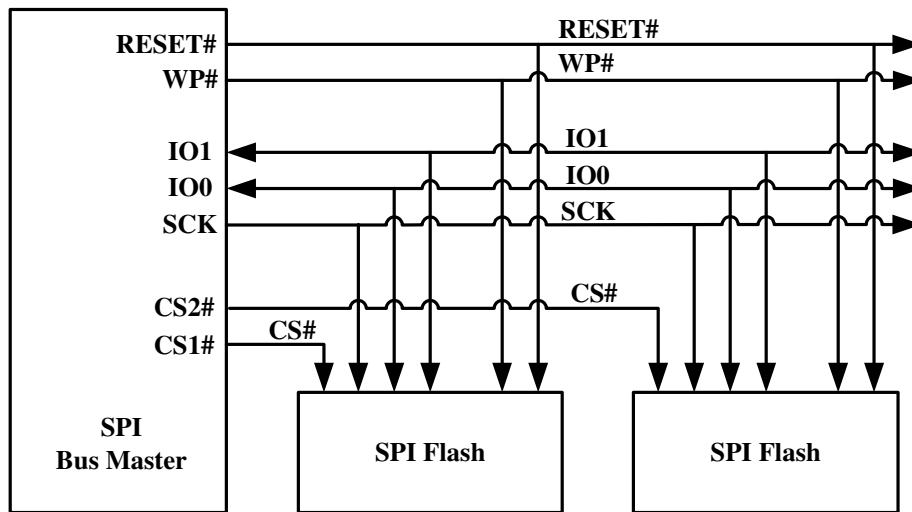 RESET#
RESET#
WP#
WP#
IO1
IO1
IO0
IO0
SCK
SCK
CS2#
CS#
CS1#
CS#
SPI
Bus Master
SPI Flash
SPI Flash